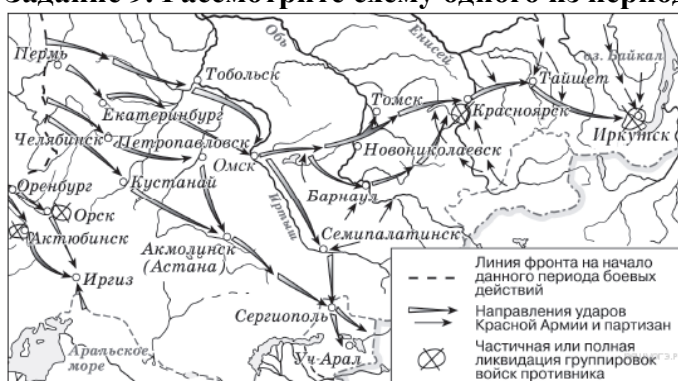 Задание 9. Рассмотрите схему одного из период
Пермь
Обь
Енисей
оз. Байкал
Тобольск
Тайшет
Екатеринбург
Томск
Красноярск
Челябинск
Петропавловск
Иркутск
Омск
Новониколаевск
Оренбург
Кустанай
Барнаул
Орск
Иртыш
Актюбинск
Акмолинск
(Астана)
Семипалатинск
Иргиз
Сергиополь
Аральское
море
Уч-Арал
Линия фронта на начало
данного периода боевых
действий
Направления ударов
Красной Армии и партизан
Частичная или полная
ликвидация группировок
войск противника